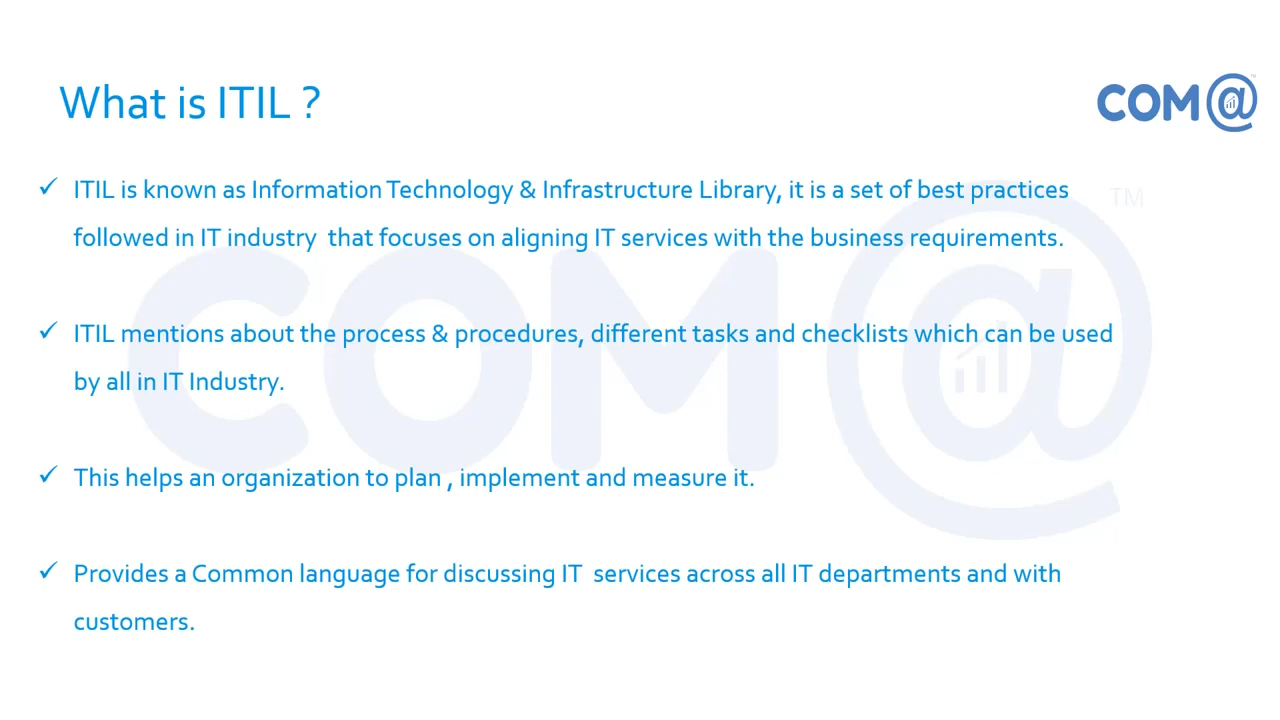 What is ITIL ?
COM@
TM
✓ ITIL is known as Information Technology & Infrastructure Library, it is a set of best practices
followed in IT industry  that focuses on aligning IT services with the business requirements.
✓ ITIL mentions about the process & procedures, different tasks and checklists which can be used
by all in IT Industry.
✓ This helps an organization to plan , implement and measure it.
✓ Provides a Common language for discussing IT  services across all IT departments and with
customers.
COM@
TM